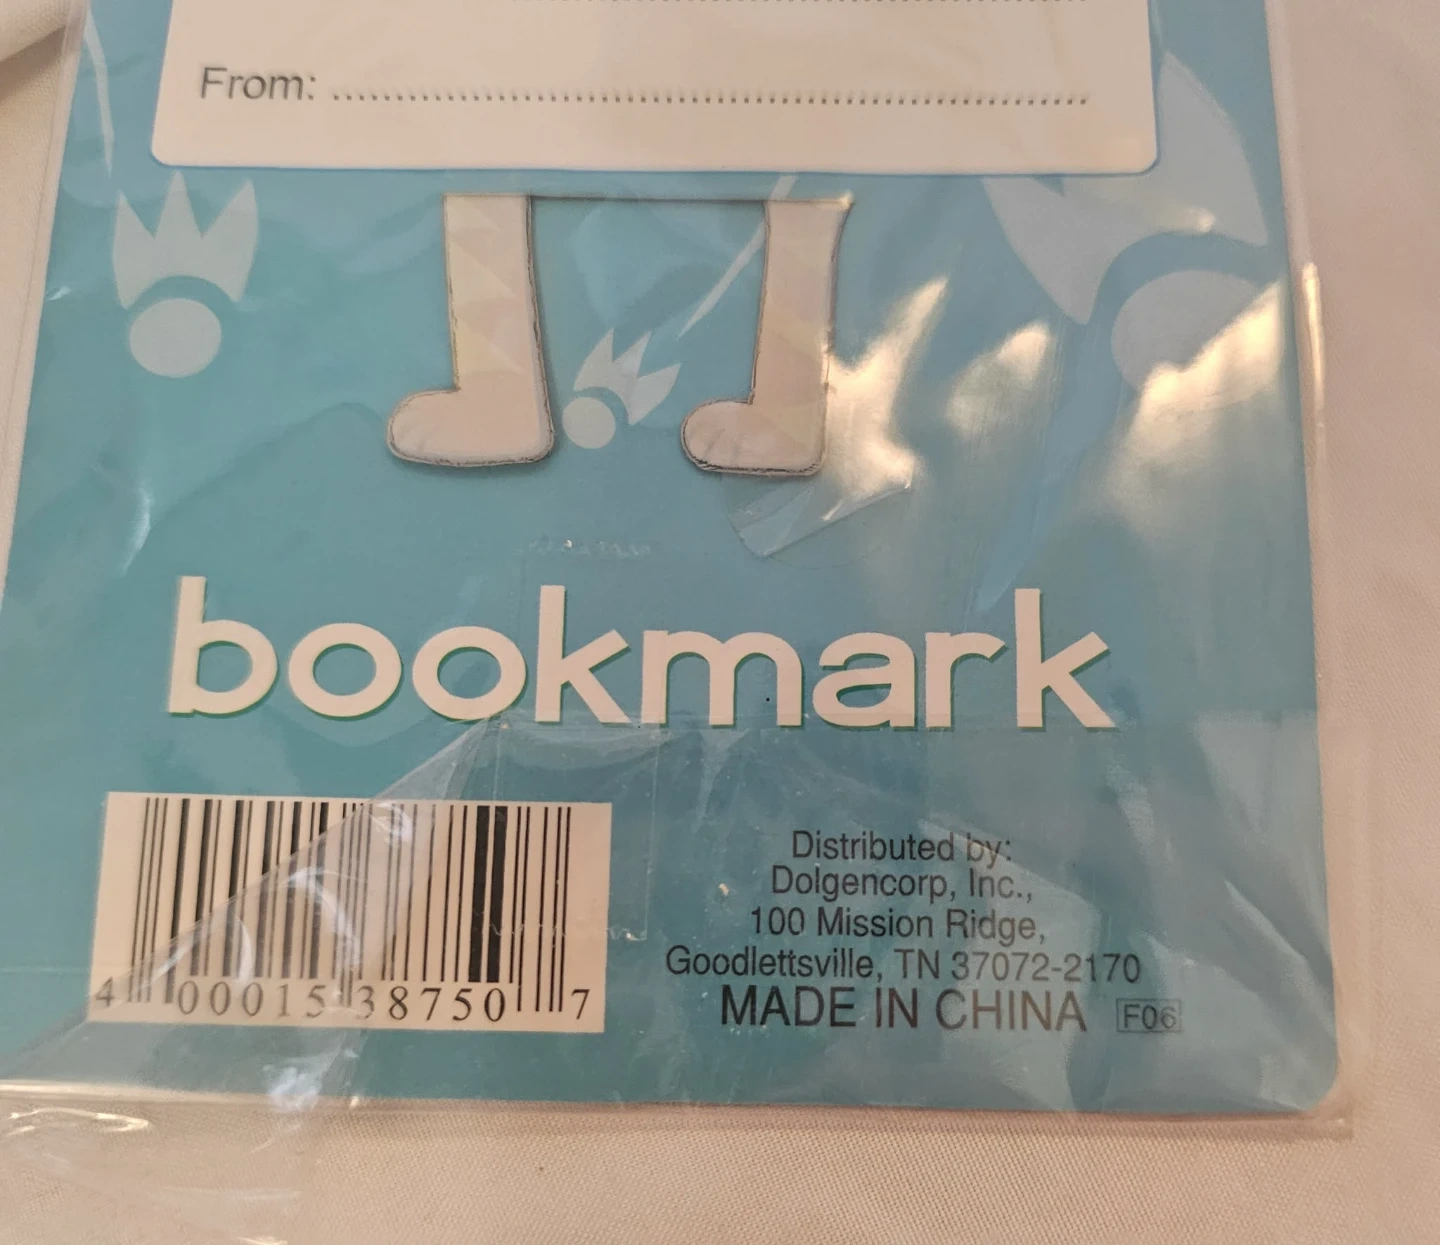 From:
bookmark
4 00015 38750 7
Distributed by:
Dolgencorp, Inc.,
100 Mission Ridge,
Goodlettsville, TN 37072-2170
MADE IN CHINA F06